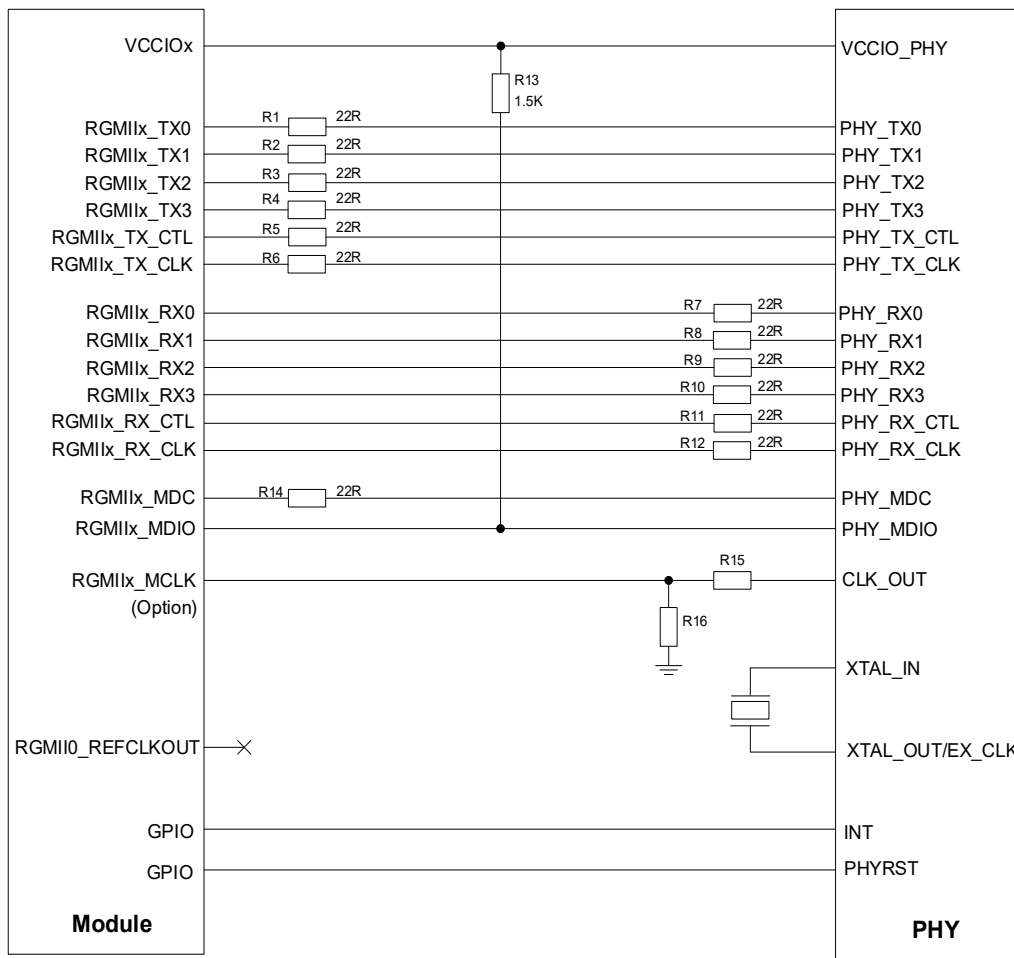 VCCIOx VCCIO_PHY
R13
1.5K
RGMIIx_TX0 R1 22R PHY_TX0
RGMIIx_TX1 R2 22R PHY_TX1
RGMIIx_TX2 R3 22R PHY_TX2
RGMIIx_TX3 R4 22R PHY_TX3
RGMIIx_TX_CTL R5 22R PHY_TX_CTL
RGMIIx_TX_CLK R6 22R PHY_TX_CLK
RGMIIx_RX0 R7 22R PHY_RX0
RGMIIx_RX1 R8 22R PHY_RX1
RGMIIx_RX2 R9 22R PHY_RX2
RGMIIx_RX3 R10 22R PHY_RX3
RGMIIx_RX_CTL R11 22R PHY_RX_CTL
RGMIIx_RX_CLK R12 22R PHY_RX_CLK
RGMIIx_MDC R14 22R PHY_MDC
RGMIIx_MDIO PHY_MDIO
RGMIIx_MCLK R15 CLK_OUT
(Option)
R16
XTAL_IN
RGMII0_REFCLKOUT XTAL_OUT/EX_CLK
GPIO INT
GPIO PHYRST
Module PHY